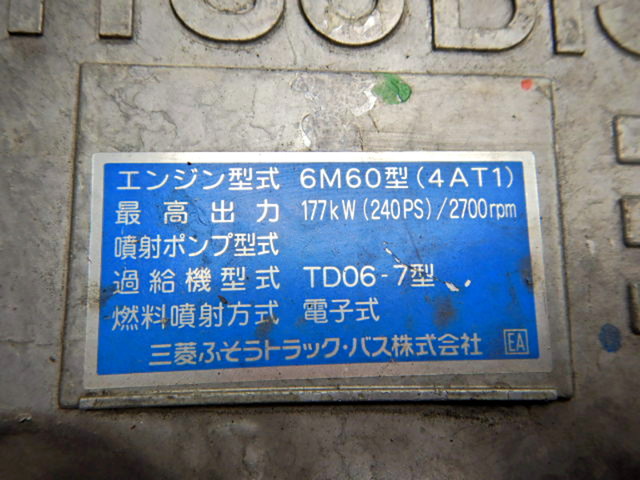 エンジン型式 6M60型(4AT1)
最高出力 177kW(240PS)/2700rpm
噴射ポンプ型式
過給機型式 TD06-7型
燃料噴射方式 電子式
三菱ふそうトラック・バス株式会社 EA